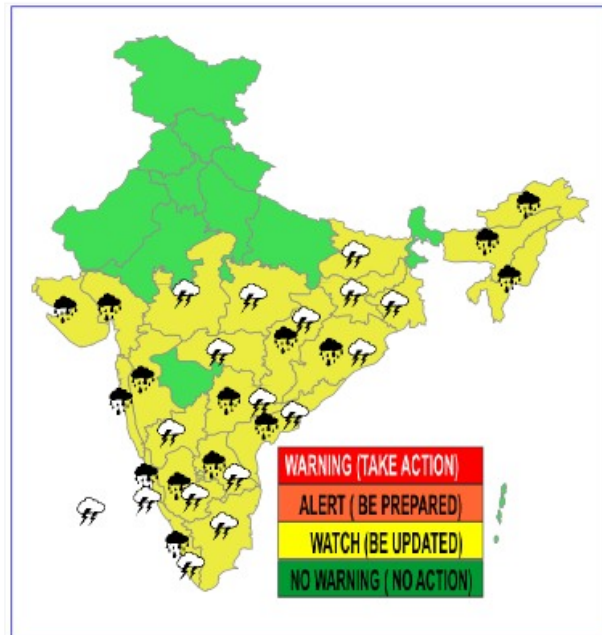 WARNING (TAKE ACTION)
ALERT ( BE PREPARED)
WATCH (BE UPDATED)
NO WARNING ( NO ACTION)